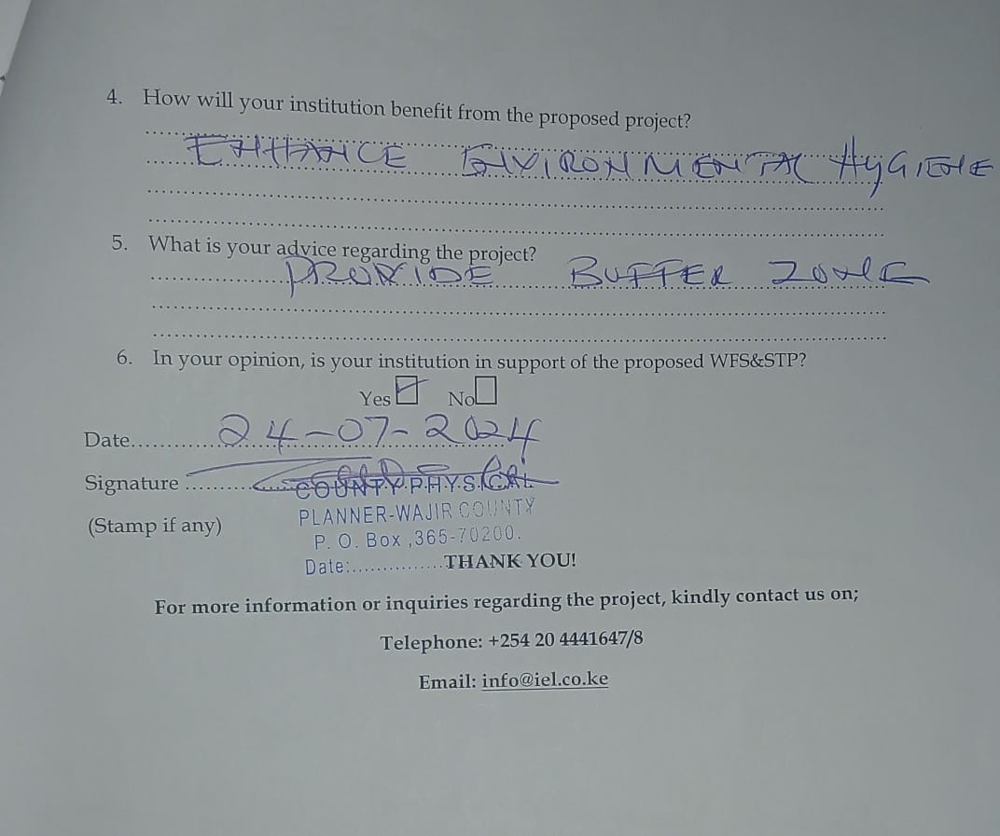 4. How will your institution benefit from the proposed project?
ENHANCE ENVIRONMENTAL HyGIENE
5. What is your advice regarding the project?
PROVIDE BUFFER ZONE
6. In your opinion, is your institution in support of the proposed WFS&STP?
Yes No
Date 24-07-2024
Signature COUNTY PHYSICAL
(Stamp if any) PLANNER-WAJIR COUNTY
P. O. Box ,365-70200.
Date:...............THANK YOU!
For more information or inquiries regarding the project, kindly contact us on;
Telephone: +254 20 4441647/8
Email: info@iel.co.ke